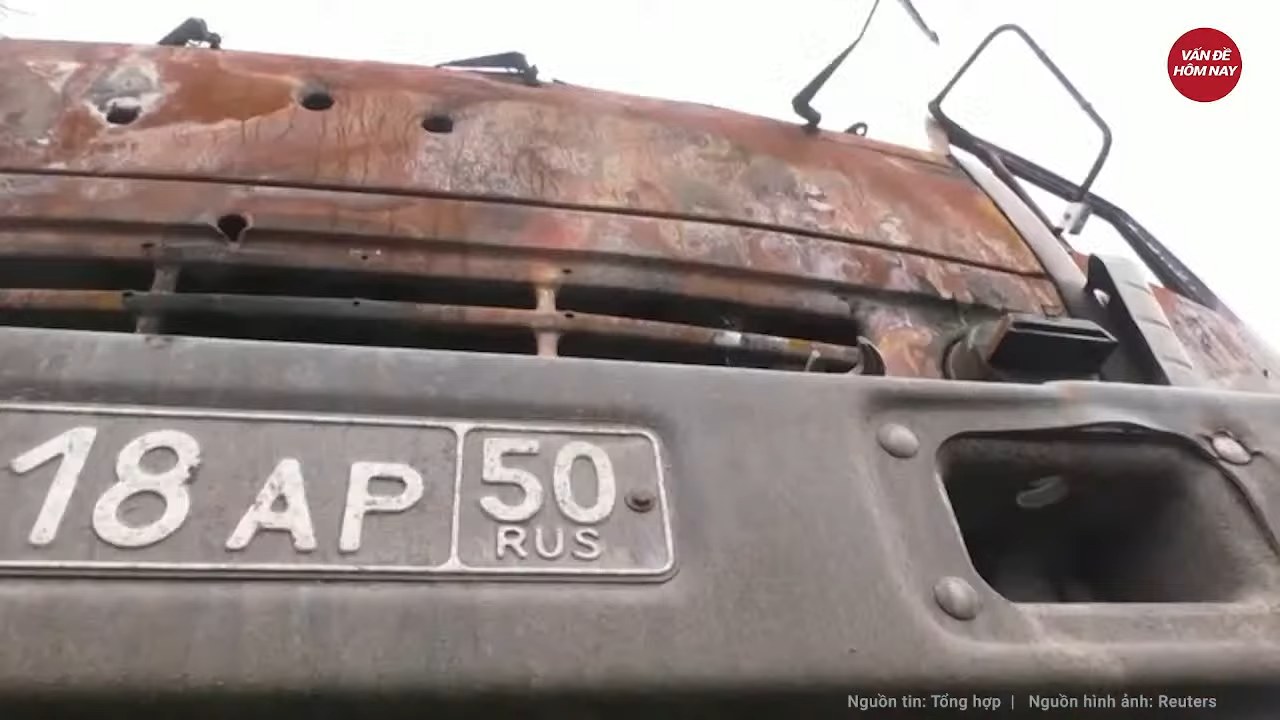 VẤN ĐỀ
HÔM NAY
18 AP 50
RUS
Nguồn tin: Tổng hợp | Nguồn hình ảnh: Reuters